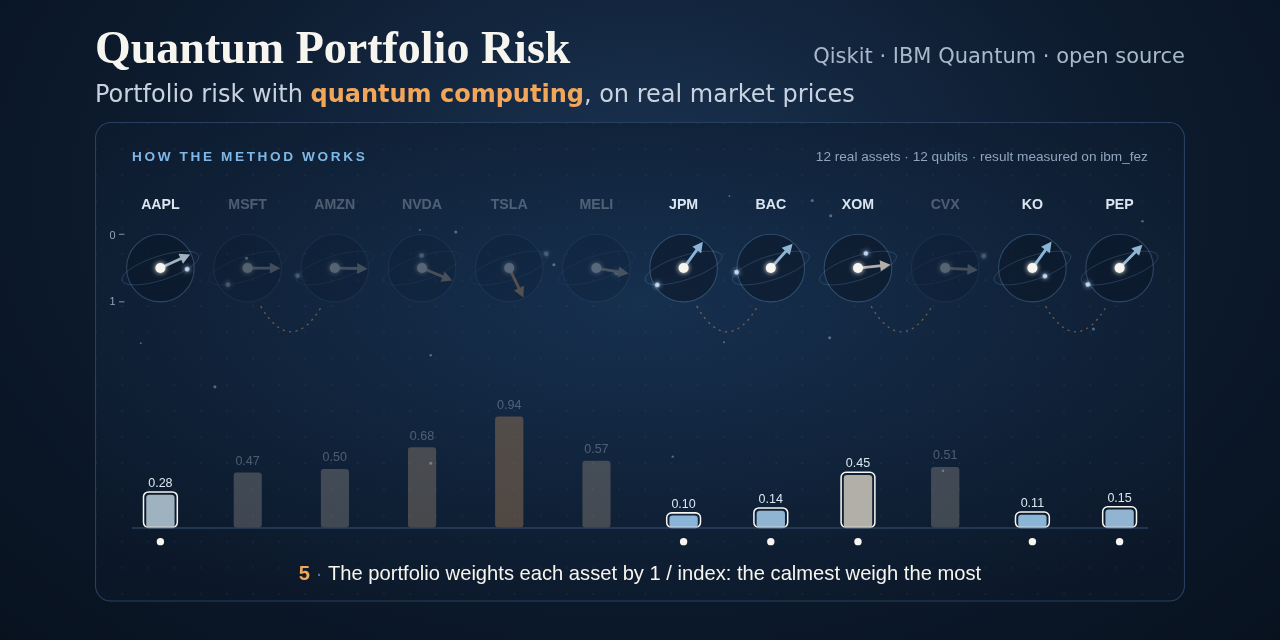 Quantum Portfolio Risk
Qiskit · IBM Quantum · open source
Portfolio risk with quantum computing, on real market prices
HOW THE METHOD WORKS
12 real assets · 12 qubits · result measured on ibm_fez
AAPL MSFT AMZN NVDA TSLA MELI JPM BAC XOM CVX KO PEP
0
1
0.28 0.47 0.50 0.68 0.94 0.57 0.10 0.14 0.45 0.51 0.11 0.15
5 · The portfolio weights each asset by 1 / index: the calmest weigh the most